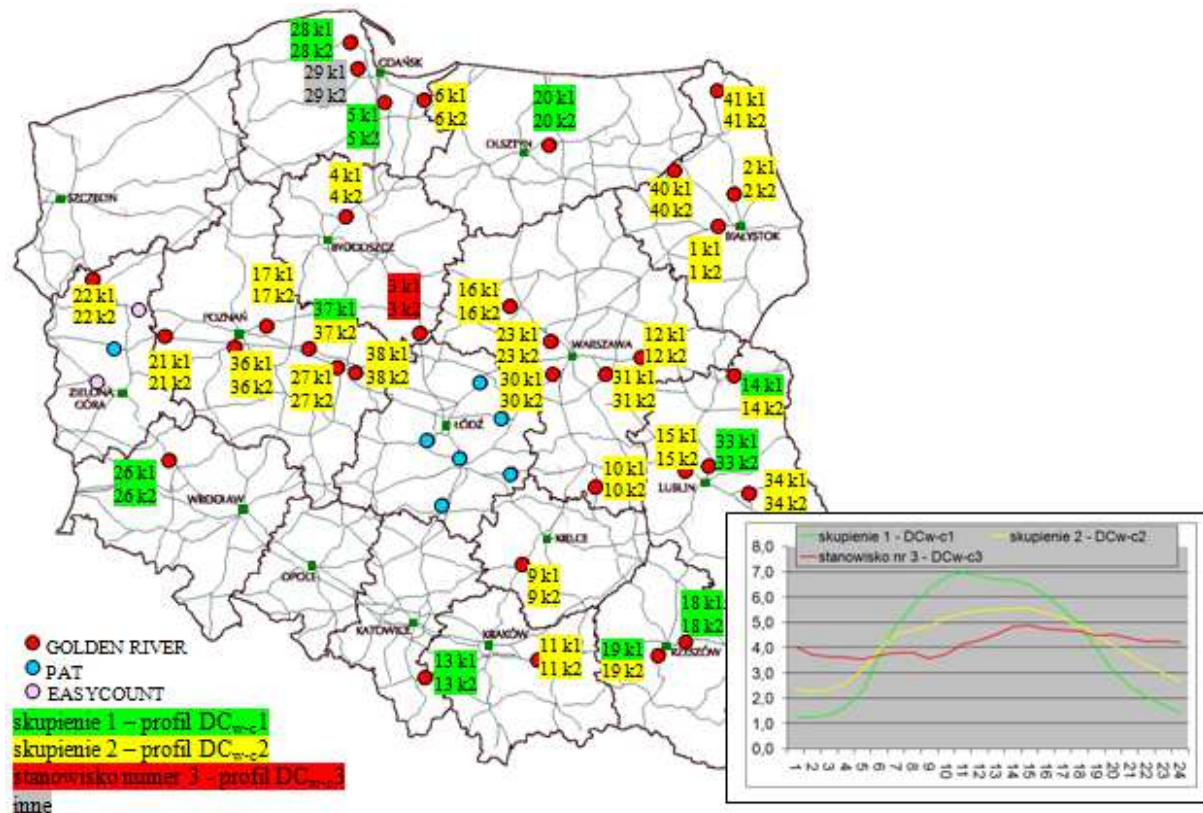 28 k1
28 k2
GDAŃSK
29 k1
29 k2
5 k1
5 k2
6 k1
6 k2
20 k1
20 k2
OLSZTYN
41 k1
41 k2
4 k1
4 k2
BYDGOSZCZ
SZCZECIN
40 k1
40 k2
2 k1
2 k2
BIAŁYSTOK
1 k1
1 k2
22 k1
22 k2
17 k1
17 k2
POZNAŃ
37 k1
37 k2
3 k1
3 k2
16 k1
16 k2
23 k1
23 k2
WARSZAWA
12 k1
12 k2
21 k1
21 k2
36 k1
36 k2
27 k1
27 k2
38 k1
38 k2
30 k1
30 k2
31 k1
31 k2
14 k1
14 k2
ZIELONA
GÓRA
ŁÓDŹ
15 k1
15 k2
33 k1
33 k2
LUBLIN
34 k1
34 k2
26 k1
26 k2
WROCŁAW
10 k1
10 k2
KIELCE
OPOLE
9 k1
9 k2
KATOWICE
KRAKÓW
13 k1
13 k2
11 k1
11 k2
18 k1
18 k2
19 k1
19 k2
RZESZÓW
GOLDEN RIVER
PAT
EASYCOUNT
skupienie 1 – profil DCw-c1
skupienie 2 – profil DCw-c2
stanowisko numer 3 - profil DCw-c3
inne
skupienie 1 - DCw-c1
skupienie 2 - DCw-c2
stanowisko nr 3 - DCw-c3
8,0
7,0
6,0
5,0
4,0
3,0
2,0
1,0
0,0
1 2 3 4 5 6 7 8 9 10 11 12 13 14 15 16 17 18 19 20 21 22 23 24